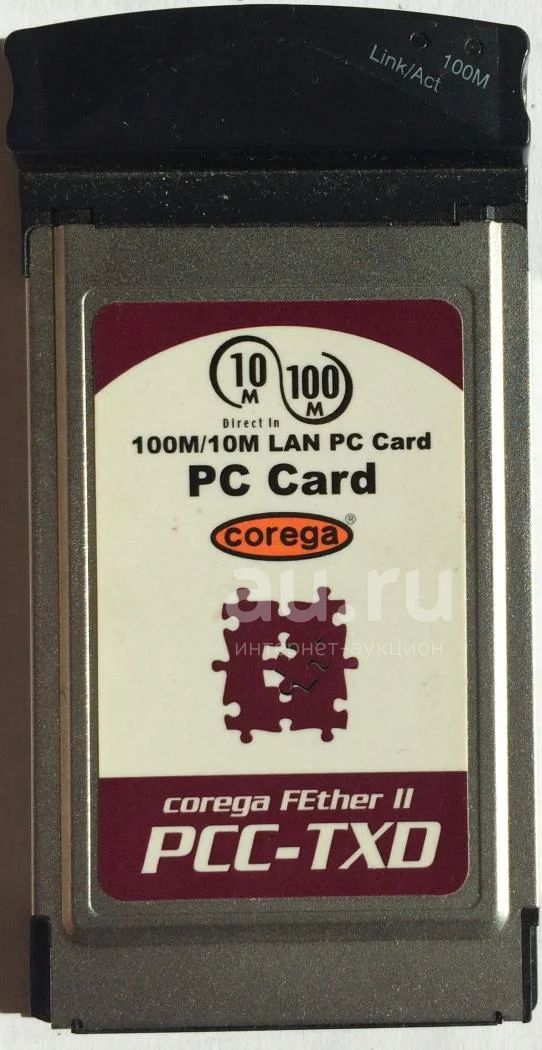 Link/Act 100M
10 M 100 M
Direct In
100M/10M LAN PC Card
PC Card
corega®
au.ru
интернет-аукцион
corega FEther II
PCC-TXD